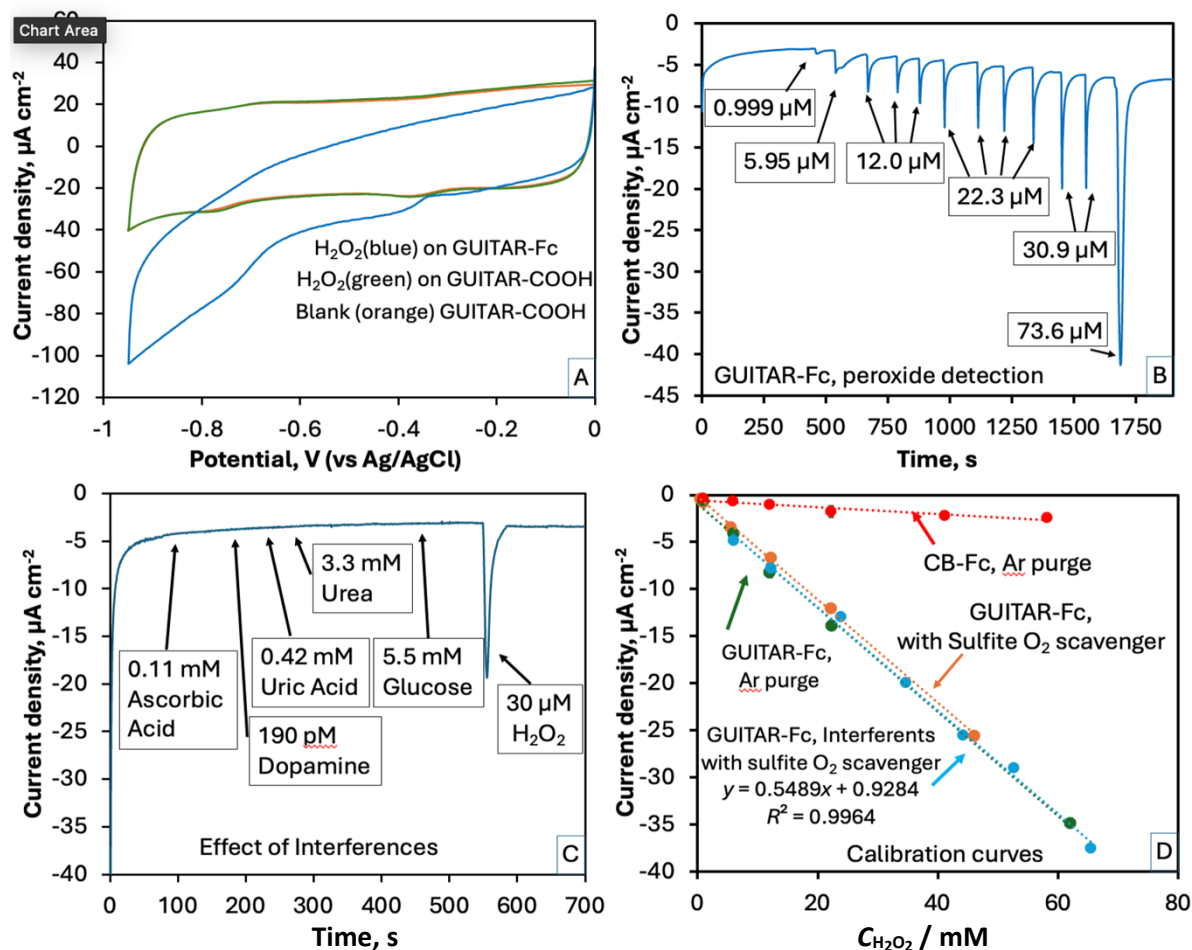 Chart Area
60
40
20
0
-20
-40
-60
-80
-100
-120
-1
-0.8
-0.6
-0.4
-0.2
0
Current density, µA cm⁻²
Potential, V (vs Ag/AgCl)
H₂O₂(blue) on GUITAR-Fc
H₂O₂(green) on GUITAR-COOH
Blank (orange) GUITAR-COOH
A
0
-5
-10
-15
-20
-25
-30
-35
-40
-45
0
250
500
750
1000
1250
1500
1750
Current density, µA cm⁻²
Time, s
0.999 µM
5.95 µM
12.0 µM
22.3 µM
30.9 µM
73.6 µM
GUITAR-Fc, peroxide detection
B
0
-5
-10
-15
-20
-25
-30
-35
-40
0
100
200
300
400
500
600
700
Current density, µA cm⁻²
Time, s
0.11 mM
Ascorbic
Acid
190 pM
Dopamine
0.42 mM
Uric Acid
3.3 mM
Urea
5.5 mM
Glucose
30 µM
H₂O₂
Effect of Interferences
C
0
-5
-10
-15
-20
-25
-30
-35
-40
0
20
40
60
80
Current density, µA cm⁻²
C_H₂O₂ / mM
CB-Fc, Ar purge
GUITAR-Fc,
with Sulfite O₂ scavenger
GUITAR-Fc,
Ar purge
GUITAR-Fc, Interferents
with sulfite O₂ scavenger
y = 0.5489x + 0.9284
R² = 0.9964
Calibration curves
D